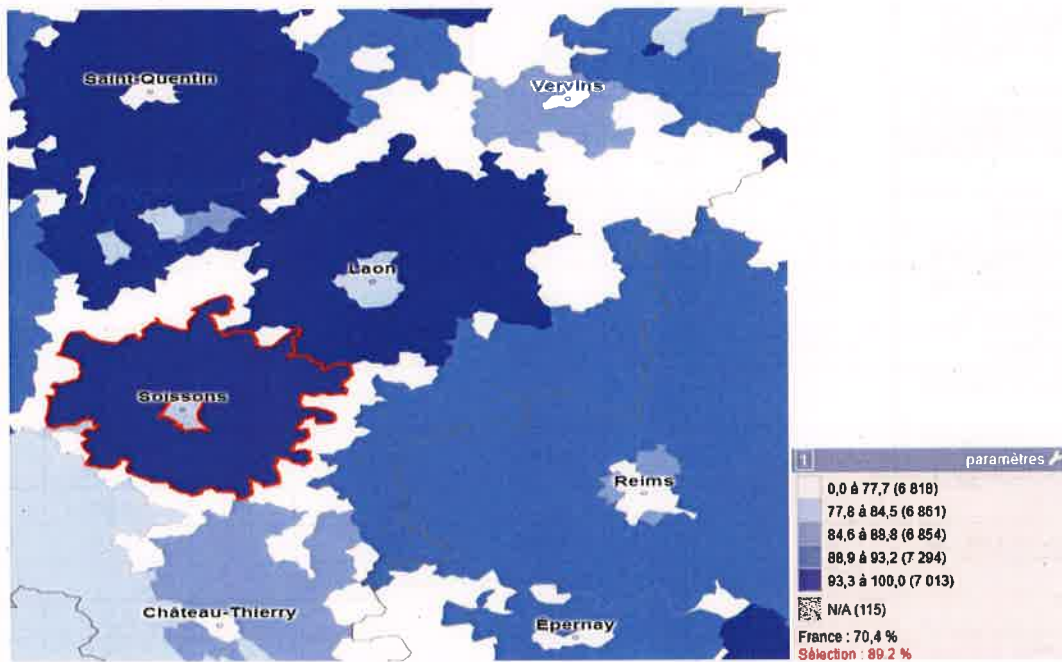 Saint-Quentin
Vervins
Laon
Soissons
Reims
Château-Thierry
Épernay
1 paramètres
0,0 à 77,7 (6 818)
77,8 à 84,5 (6 861)
84,6 à 88,8 (6 854)
88,9 à 93,2 (7 294)
93,3 à 100,0 (7 013)
N/A (115)
France : 70,4 %
Sélection : 89.2 %